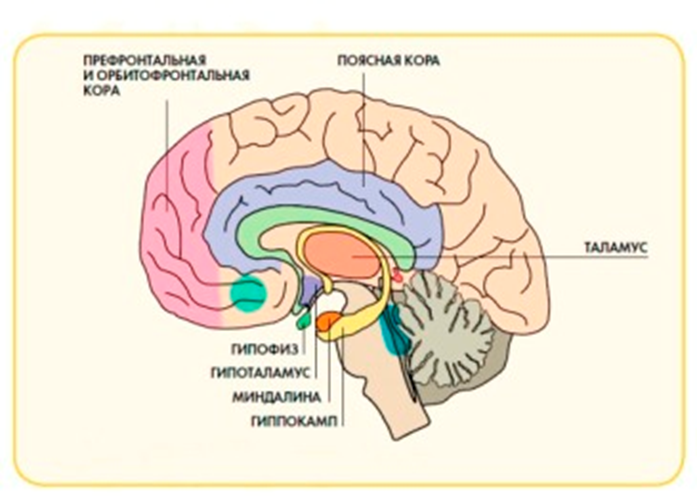 ПРЕФРОНТАЛЬНАЯ
И ОРБИТОФРОНТАЛЬНАЯ
КОРА
ПОЯСНАЯ КОРА
ТАЛАМУС
ГИПОФИЗ
ГИПОТАЛАМУС
МИНДАЛИНА
ГИППОКАМП